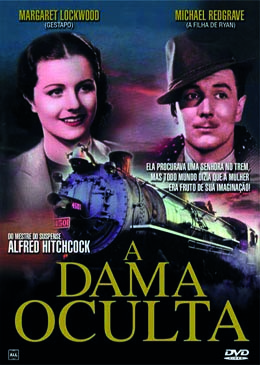 MARGARET LOCKWOOD
(GESTAPO)
MICHAEL REDGRAVE
(A FILHA DE RYAN)
ELA PROCURAVA UMA SENHORA NO TREM,
MAS TODO MUNDO DIZIA QUE A MULHER
ERA FRUTO DE SUA IMAGINAÇÃO!
DO MESTRE DO SUSPENSE
ALFRED HITCHCOCK
A
DAMA
OCULTA
DVD
VIDEO